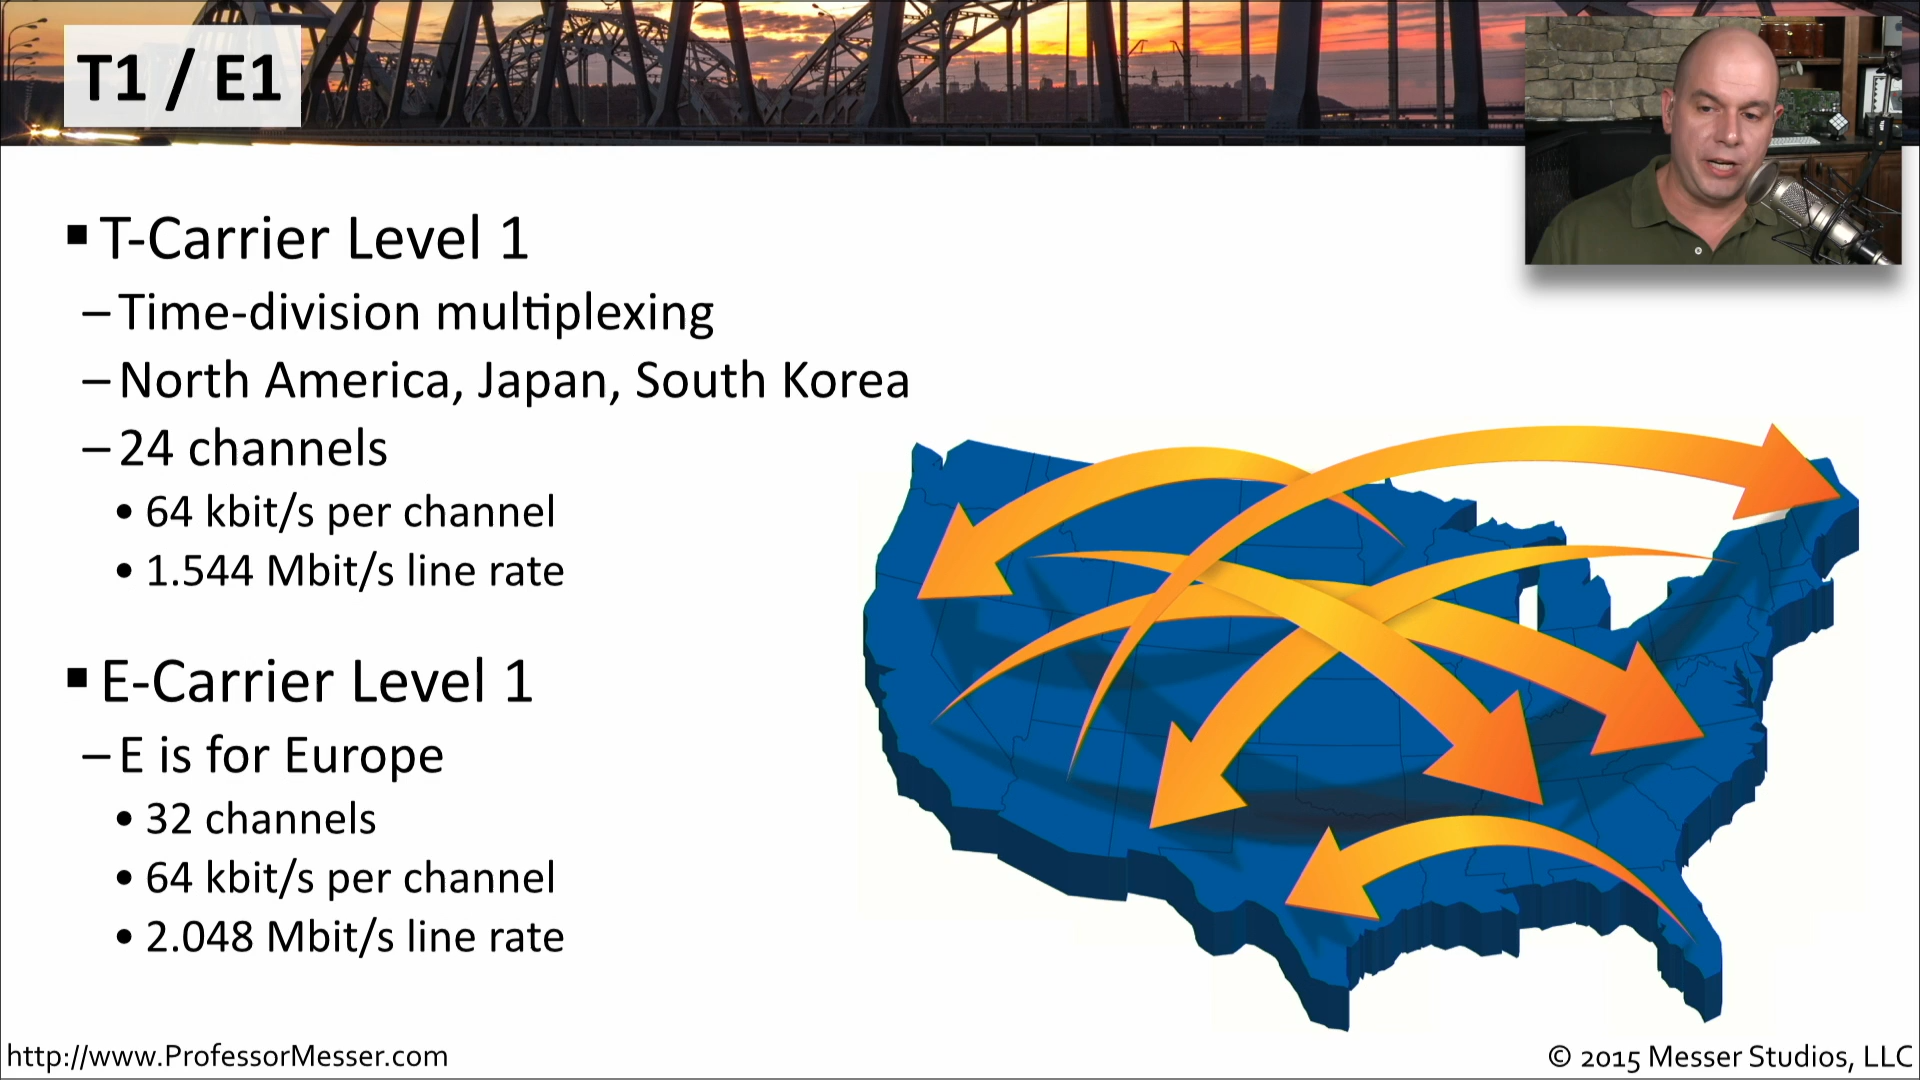 T1 / E1
▪ T-Carrier Level 1
– Time-division multiplexing
– North America, Japan, South Korea
– 24 channels
• 64 kbit/s per channel
• 1.544 Mbit/s line rate
▪ E-Carrier Level 1
– E is for Europe
• 32 channels
• 64 kbit/s per channel
• 2.048 Mbit/s line rate
http://www.ProfessorMesser.com
© 2015 Messer Studios, LLC